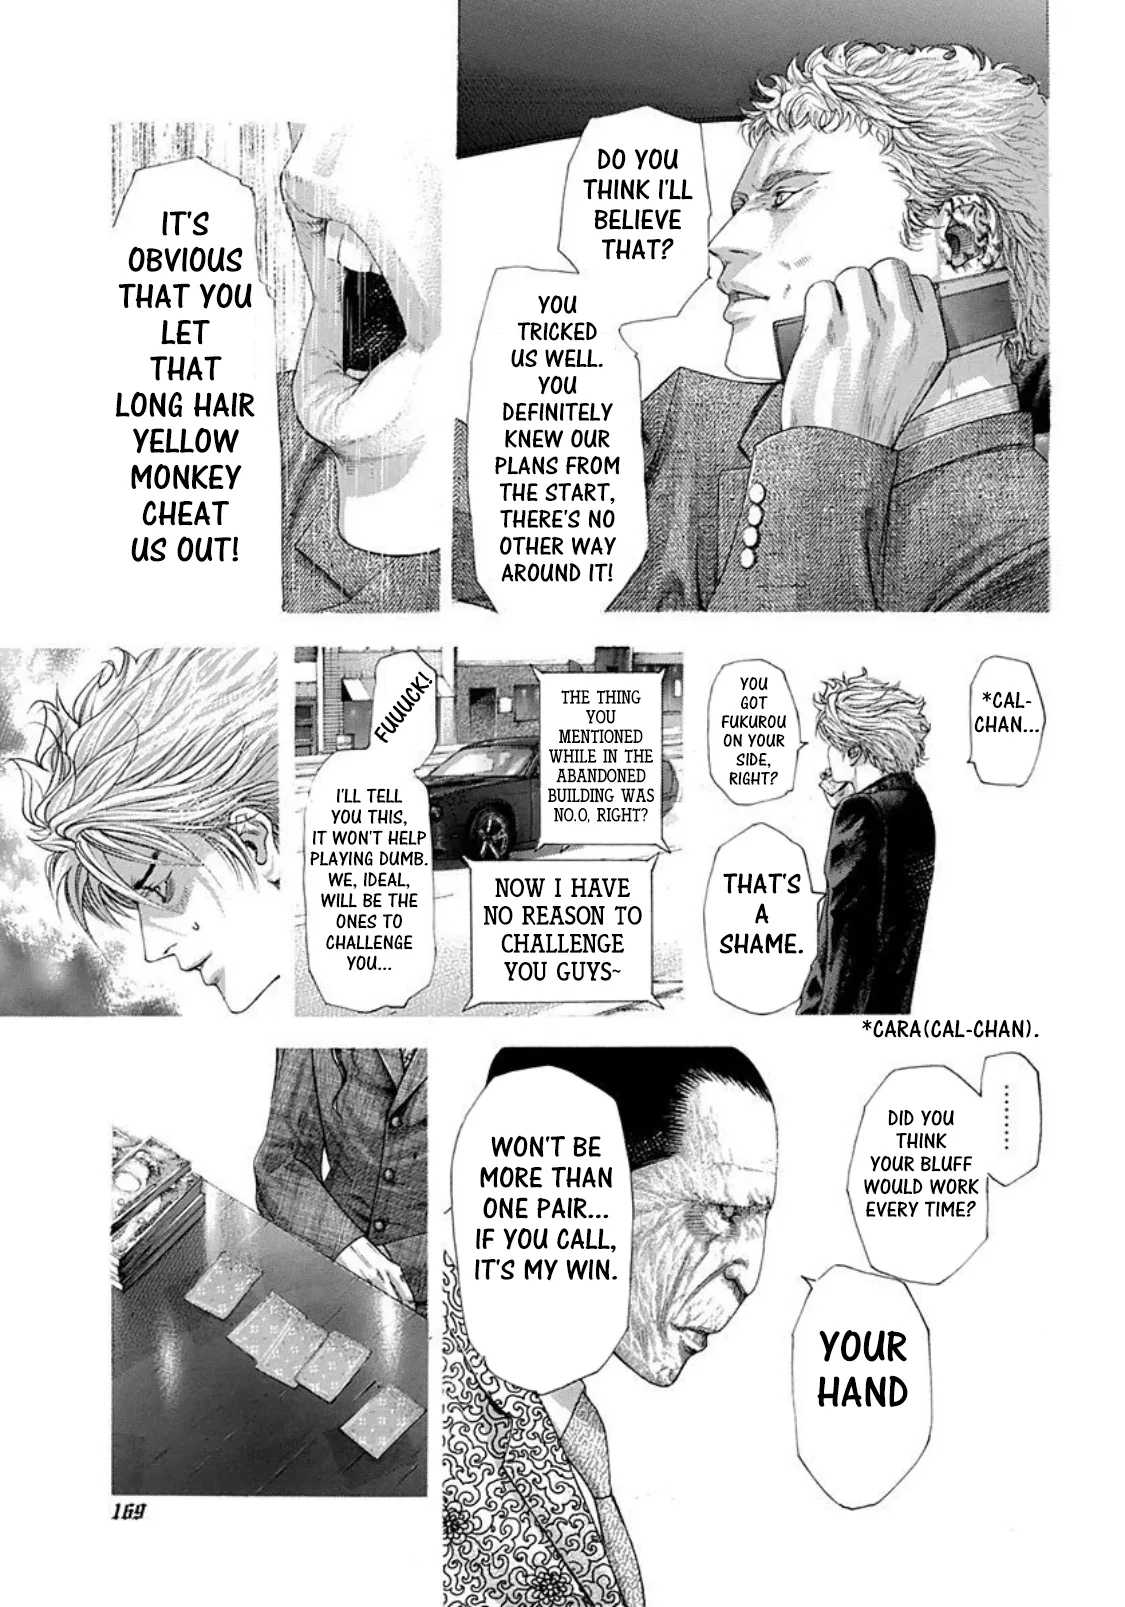 DO YOU
THINK I'LL
BELIEVE
THAT?
YOU
TRICKED
US WELL.
YOU
DEFINITELY
KNEW OUR
PLANS FROM
THE START,
THERE'S NO
OTHER WAY
AROUND IT!
IT'S
OBVIOUS
THAT YOU
LET
THAT
LONG HAIR
YELLOW
MONKEY
CHEAT
US OUT!
*CAL-
CHAN...
YOU
GOT
FUKUROU
ON YOUR
SIDE,
RIGHT?
THAT'S
A
SHAME.
*CARA(CAL-CHAN).
THE THING
YOU
MENTIONED
WHILE IN THE
ABANDONED
BUILDING WAS
NO.0, RIGHT?
NOW I HAVE
NO REASON TO
CHALLENGE
YOU GUYS~
FUUUCK!
I'LL TELL
YOU THIS,
IT WON'T HELP
PLAYING DUMB.
WE, IDEAL,
WILL BE THE
ONES TO
CHALLENGE
YOU...
.........
DID YOU
THINK
YOUR BLUFF
WOULD WORK
EVERY TIME?
YOUR
HAND
WON'T BE
MORE THAN
ONE PAIR...
IF YOU CALL,
IT'S MY WIN.
169